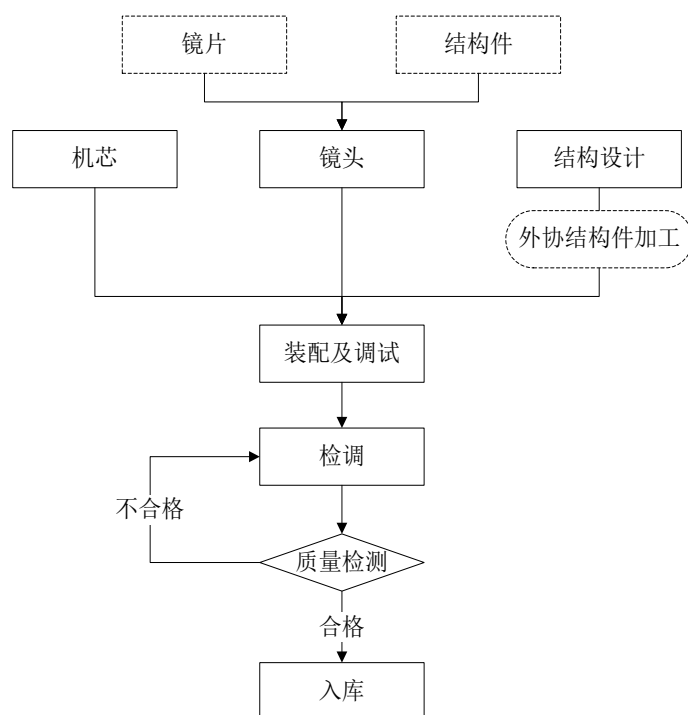 镜片
结构件
机芯
镜头
结构设计
外协结构件加工
装配及调试
检调
不合格
质量检测
合格
入库